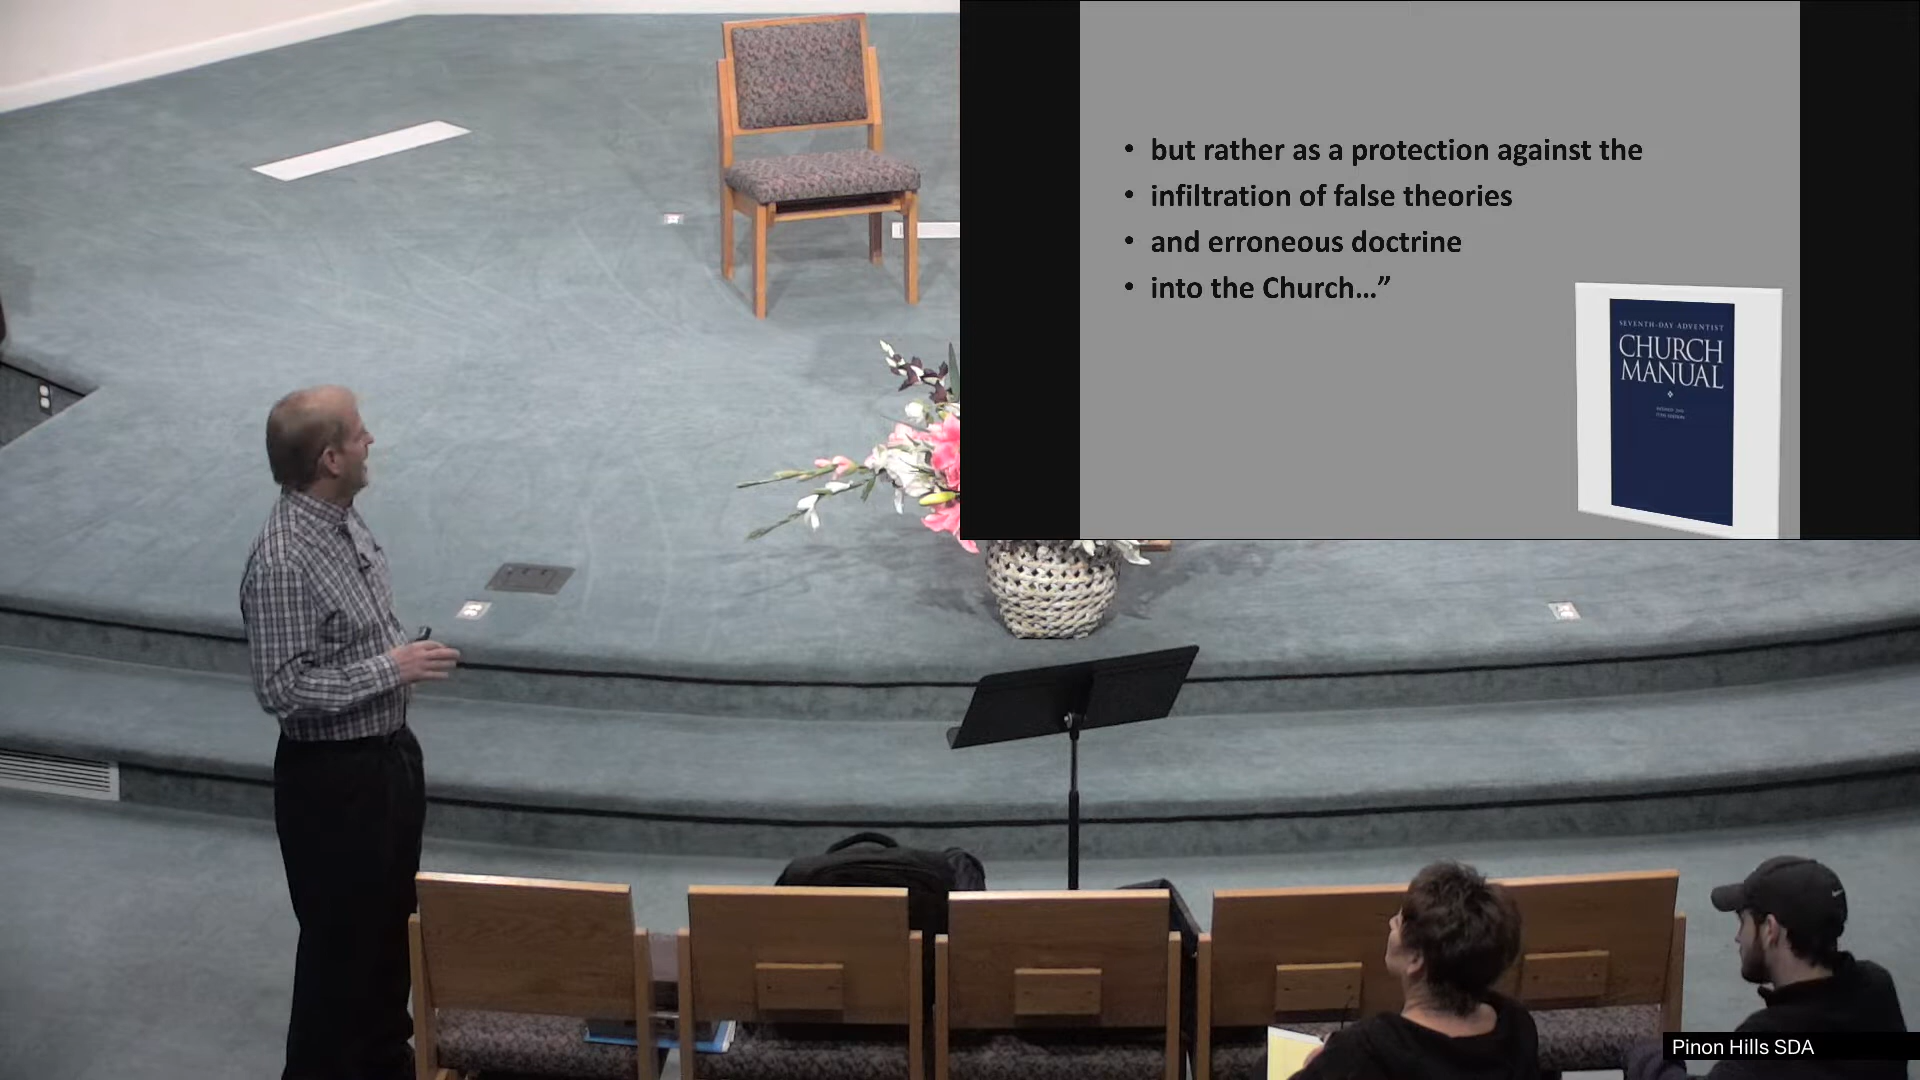 • but rather as a protection against the
• infiltration of false theories
• and erroneous doctrine
• into the Church…”
SEVENTH-DAY ADVENTIST
CHURCH
MANUAL
Pinon Hills SDA